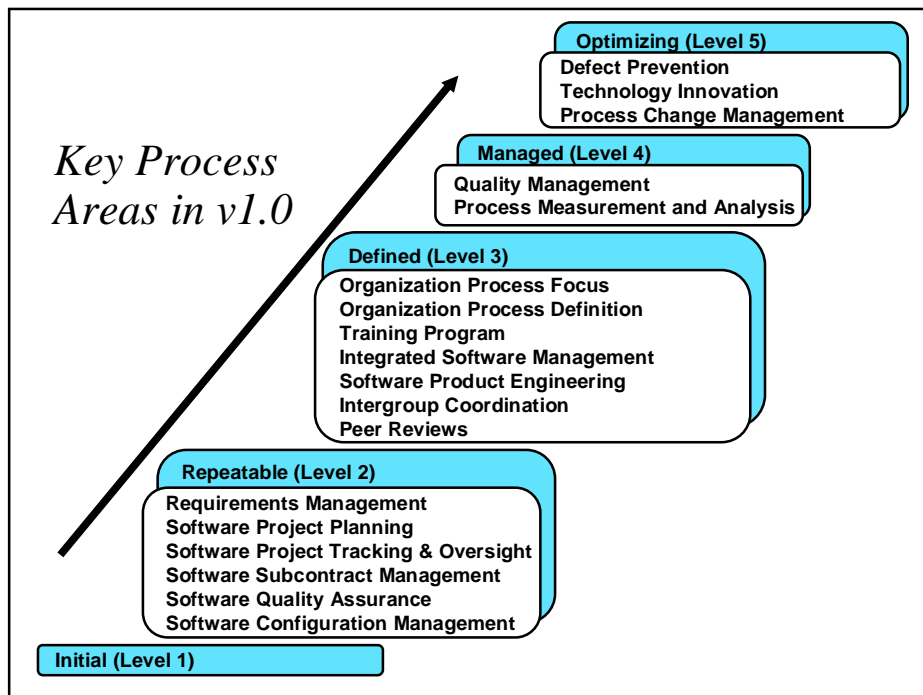 Optimizing (Level 5)
Defect Prevention
Technology Innovation
Process Change Management
Key Process
Areas in v1.0
Managed (Level 4)
Quality Management
Process Measurement and Analysis
Defined (Level 3)
Organization Process Focus
Organization Process Definition
Training Program
Integrated Software Management
Software Product Engineering
Intergroup Coordination
Peer Reviews
Repeatable (Level 2)
Requirements Management
Software Project Planning
Software Project Tracking & Oversight
Software Subcontract Management
Software Quality Assurance
Software Configuration Management
Initial (Level 1)